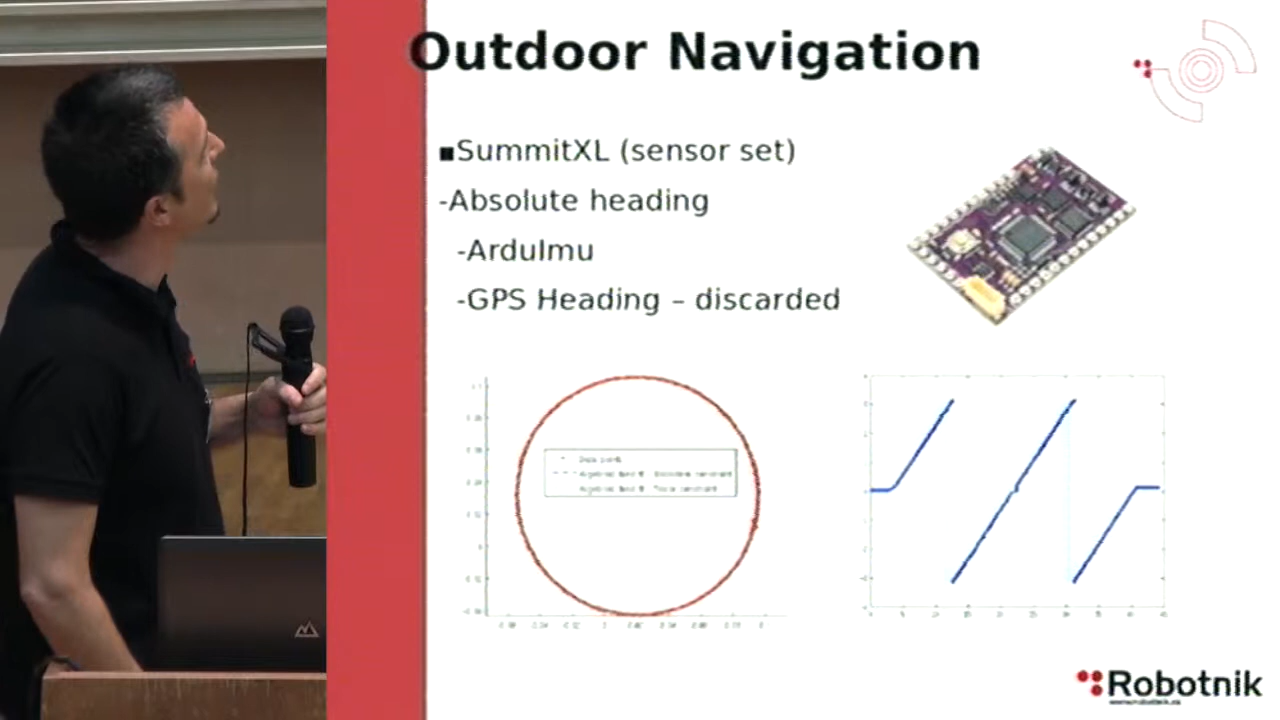 Outdoor Navigation
■SummitXL (sensor set)
-Absolute heading
-ArduImu
-GPS Heading – discarded
Robotnik